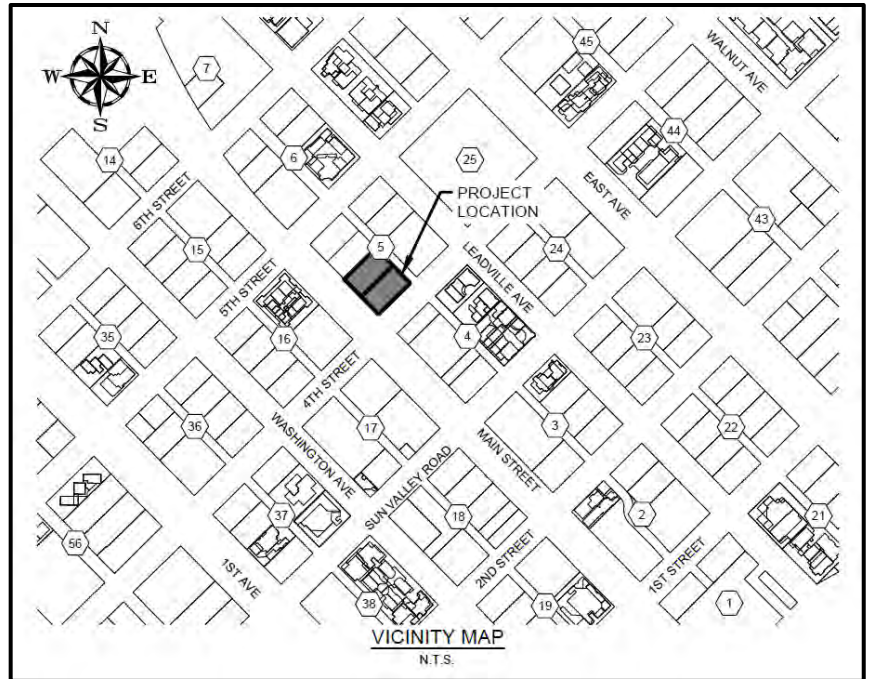 N
W E
S
7
45
WALNUT AVE
14
6
25
44
6TH STREET
PROJECT
LOCATION
EAST AVE
15
5
24
43
5TH STREET
LEADVILLE AVE
35
16
4
23
4TH STREET
36
17
3
22
WASHINGTON AVE
MAIN STREET
SUN VALLEY ROAD
37
18
2
21
56
2ND STREET
1ST STREET
1ST AVE
38
19
1
VICINITY MAP
N.T.S.